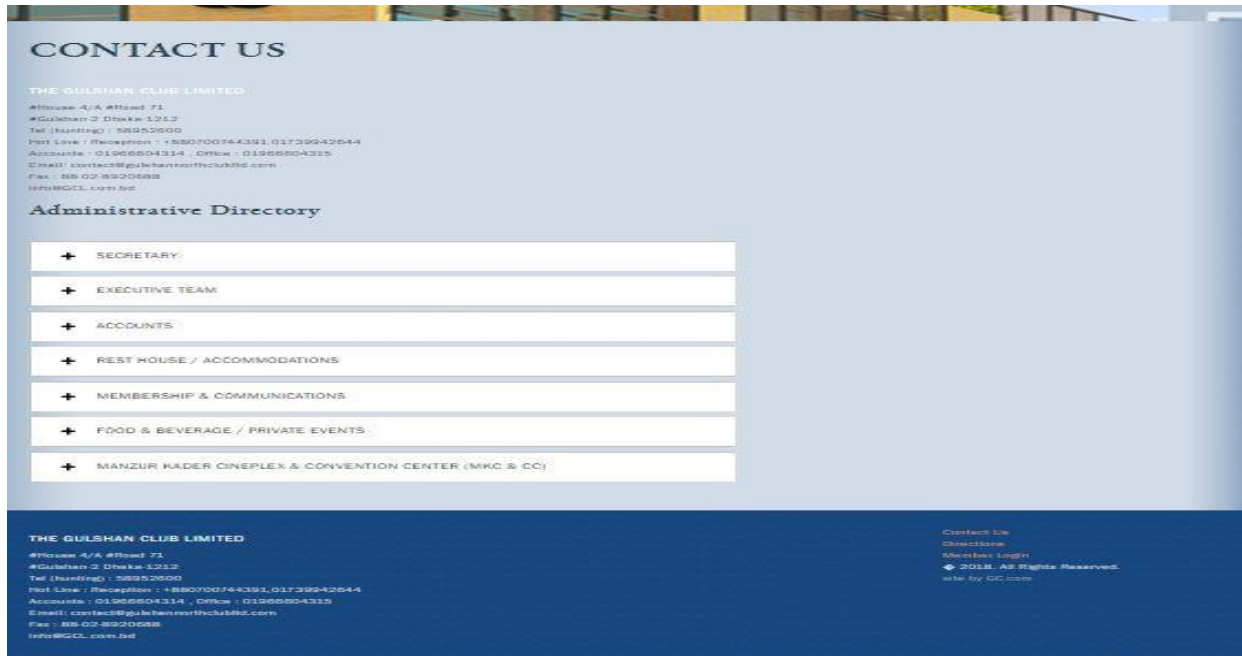 CONTACT US
THE GULSHAN CLUB LIMITED
#House 4/A #Road 71
#Gulshan-2 Dhaka-1212
Tel (hunting) : 58952600
Hot Line : Reception : +880700744391,01739942644
Accounts : 01966604314 , Office : 01966604315
Email: contact@gulshannorthclubltd.com
Fax : 88-02-8920688
info@GCL.com.bd
Administrative Directory
+ SECRETARY
+ EXECUTIVE TEAM
+ ACCOUNTS
+ REST HOUSE / ACCOMMODATIONS
+ MEMBERSHIP & COMMUNICATIONS
+ FOOD & BEVERAGE / PRIVATE EVENTS
+ MANZUR KADER CINEPLEX & CONVENTION CENTER (MKC & CC)
THE GULSHAN CLUB LIMITED
#House 4/A #Road 71
#Gulshan-2 Dhaka-1212
Tel (hunting) : 58952600
Hot Line : Reception : +880700744391,01739942644
Accounts : 01966604314 , Office : 01966604315
Email: contact@gulshannorthclubltd.com
Fax : 88-02-8920688
info@GCL.com.bd
Contact Us
Directions
Member Login
� 2018. All Rights Reserved.
site by GC.com